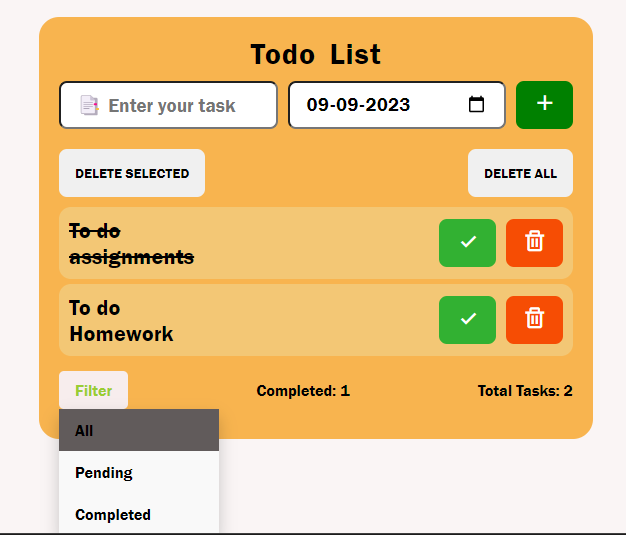 Todo List
Enter your task
09-09-2023
+
DELETE SELECTED
DELETE ALL
To do
assignments
To do
Homework
Filter
Completed: 1
Total Tasks: 2
All
Pending
Completed